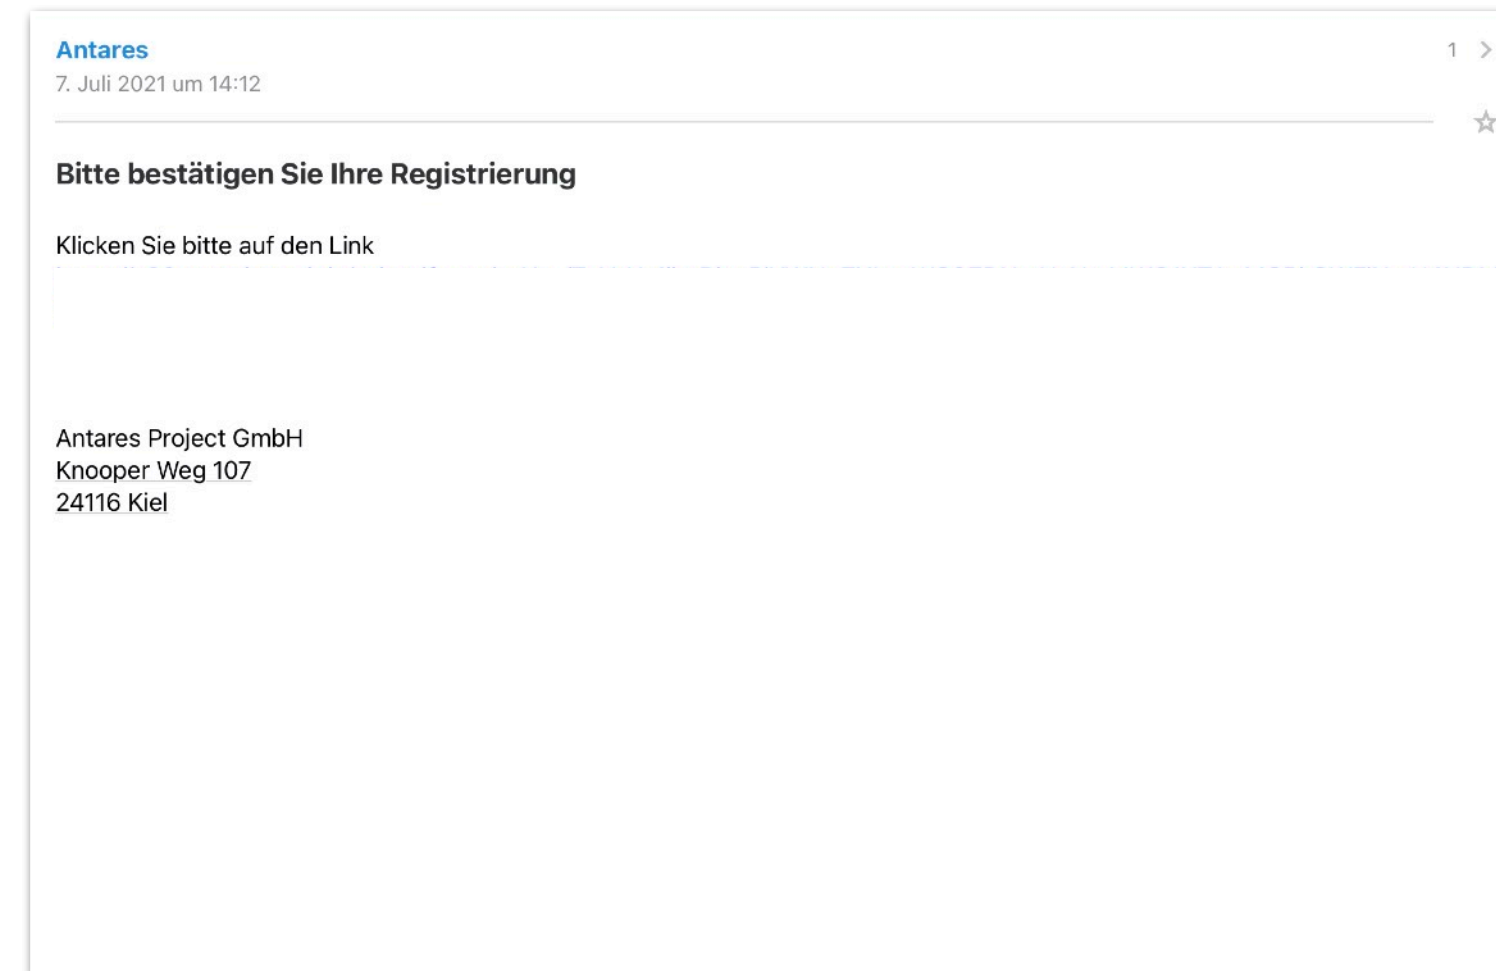 Antares
1
7. Juli 2021 um 14:12
Bitte bestätigen Sie Ihre Registrierung
Klicken Sie bitte auf den Link
Antares Project GmbH
Knooper Weg 107
24116 Kiel